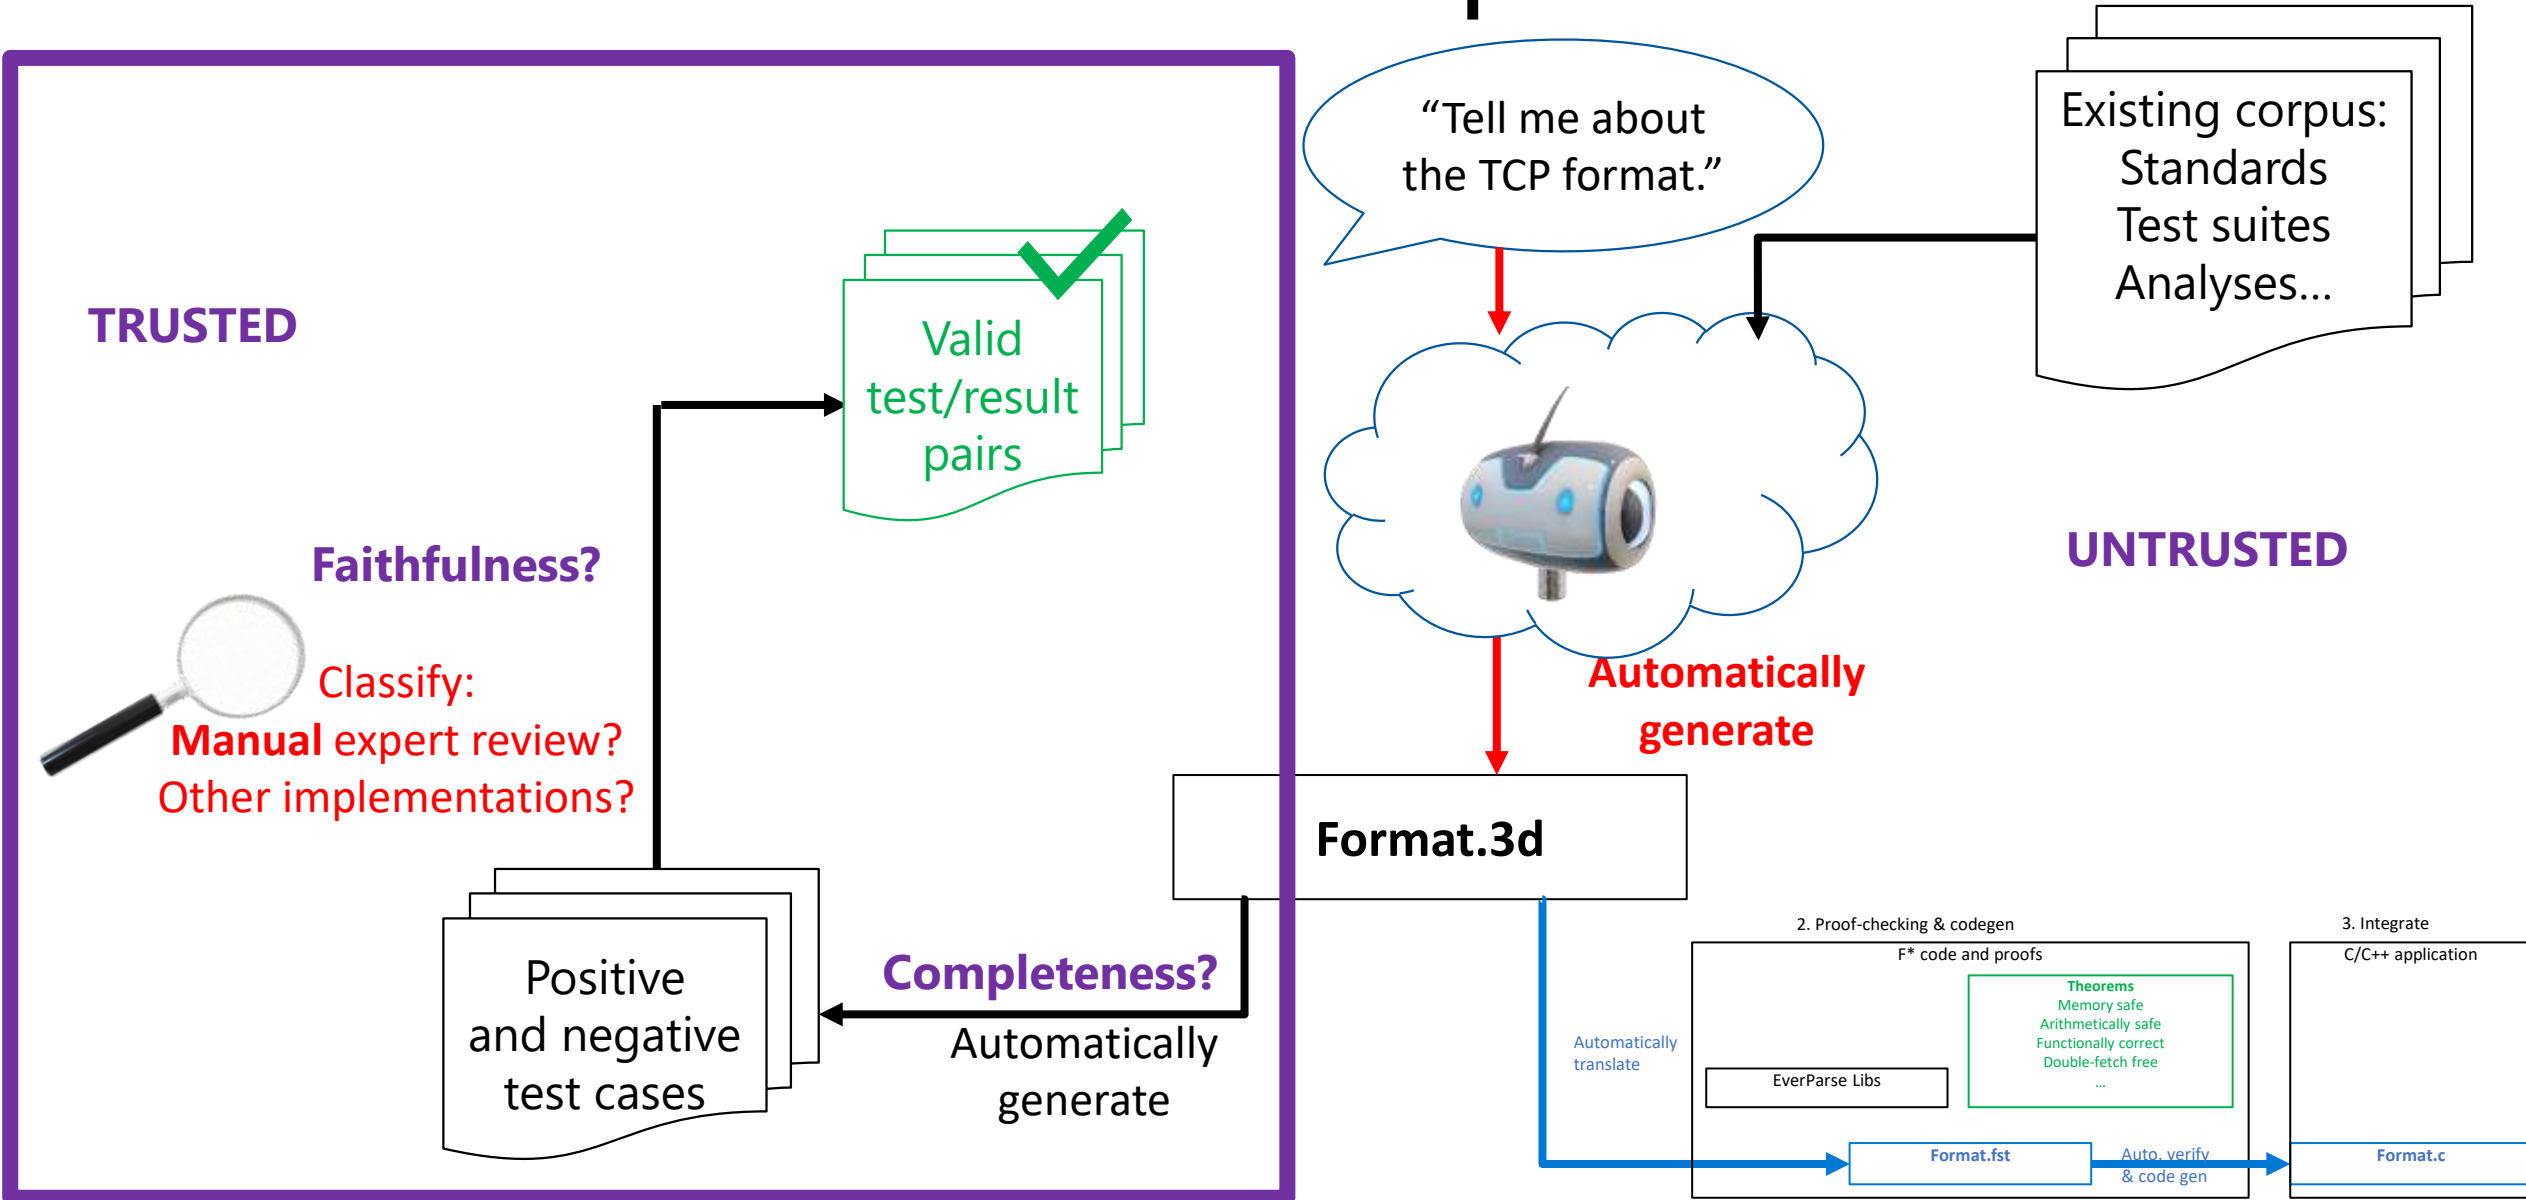 “Tell me about
the TCP format.”
Existing corpus:
Standards
Test suites
Analyses...
TRUSTED
Valid
test/result
pairs
Faithfulness?
UNTRUSTED
Classify:
Manual expert review?
Other implementations?
Automatically
generate
Format.3d
Positive
and negative
test cases
Completeness?
Automatically
generate
2. Proof-checking & codegen
F* code and proofs
Theorems
Memory safe
Arithmetically safe
Functionally correct
Double-fetch free
...
Automatically
translate
EverParse Libs
Format.fst
Auto. verify
& code gen
3. Integrate
C/C++ application
Format.c